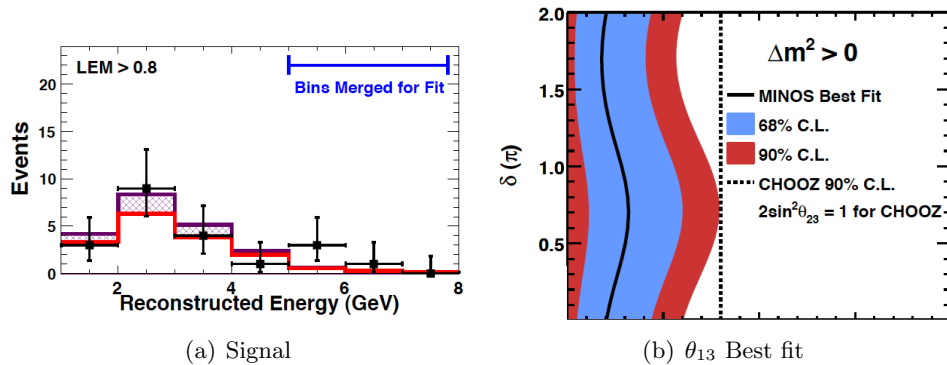 LEM > 0.8
Bins Merged for Fit
Events
20
15
10
5
0
2
4
6
8
Reconstructed Energy (GeV)
(a) Signal
2.0
1.5
1.0
0.5
δ (π)
Δm² > 0
MINOS Best Fit
68% C.L.
90% C.L.
CHOOZ 90% C.L.
2sin²θ₂₃ = 1 for CHOOZ
(b) θ₁₃ Best fit